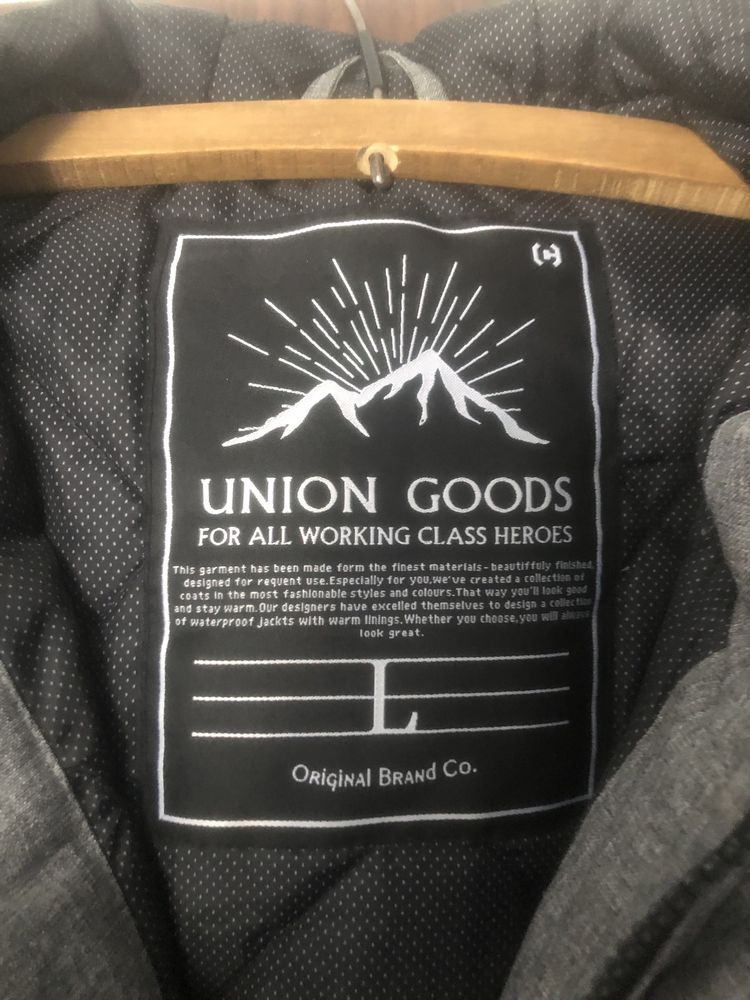 (C)
UNION GOODS
FOR ALL WORKING CLASS HEROES
This garment has been made form the finest materials-beautiffuly finished,
designed for requent use.Especially for you,we've created a collection of
coats in the most fashionable styles and colours.That way you'll look good
and stay warm.Our designers have excelled themselves to design a collection
of waterproof jackts with warm linings.Whether you choose,you will always
look great.
L
ORiGiNAL BRANd CO.